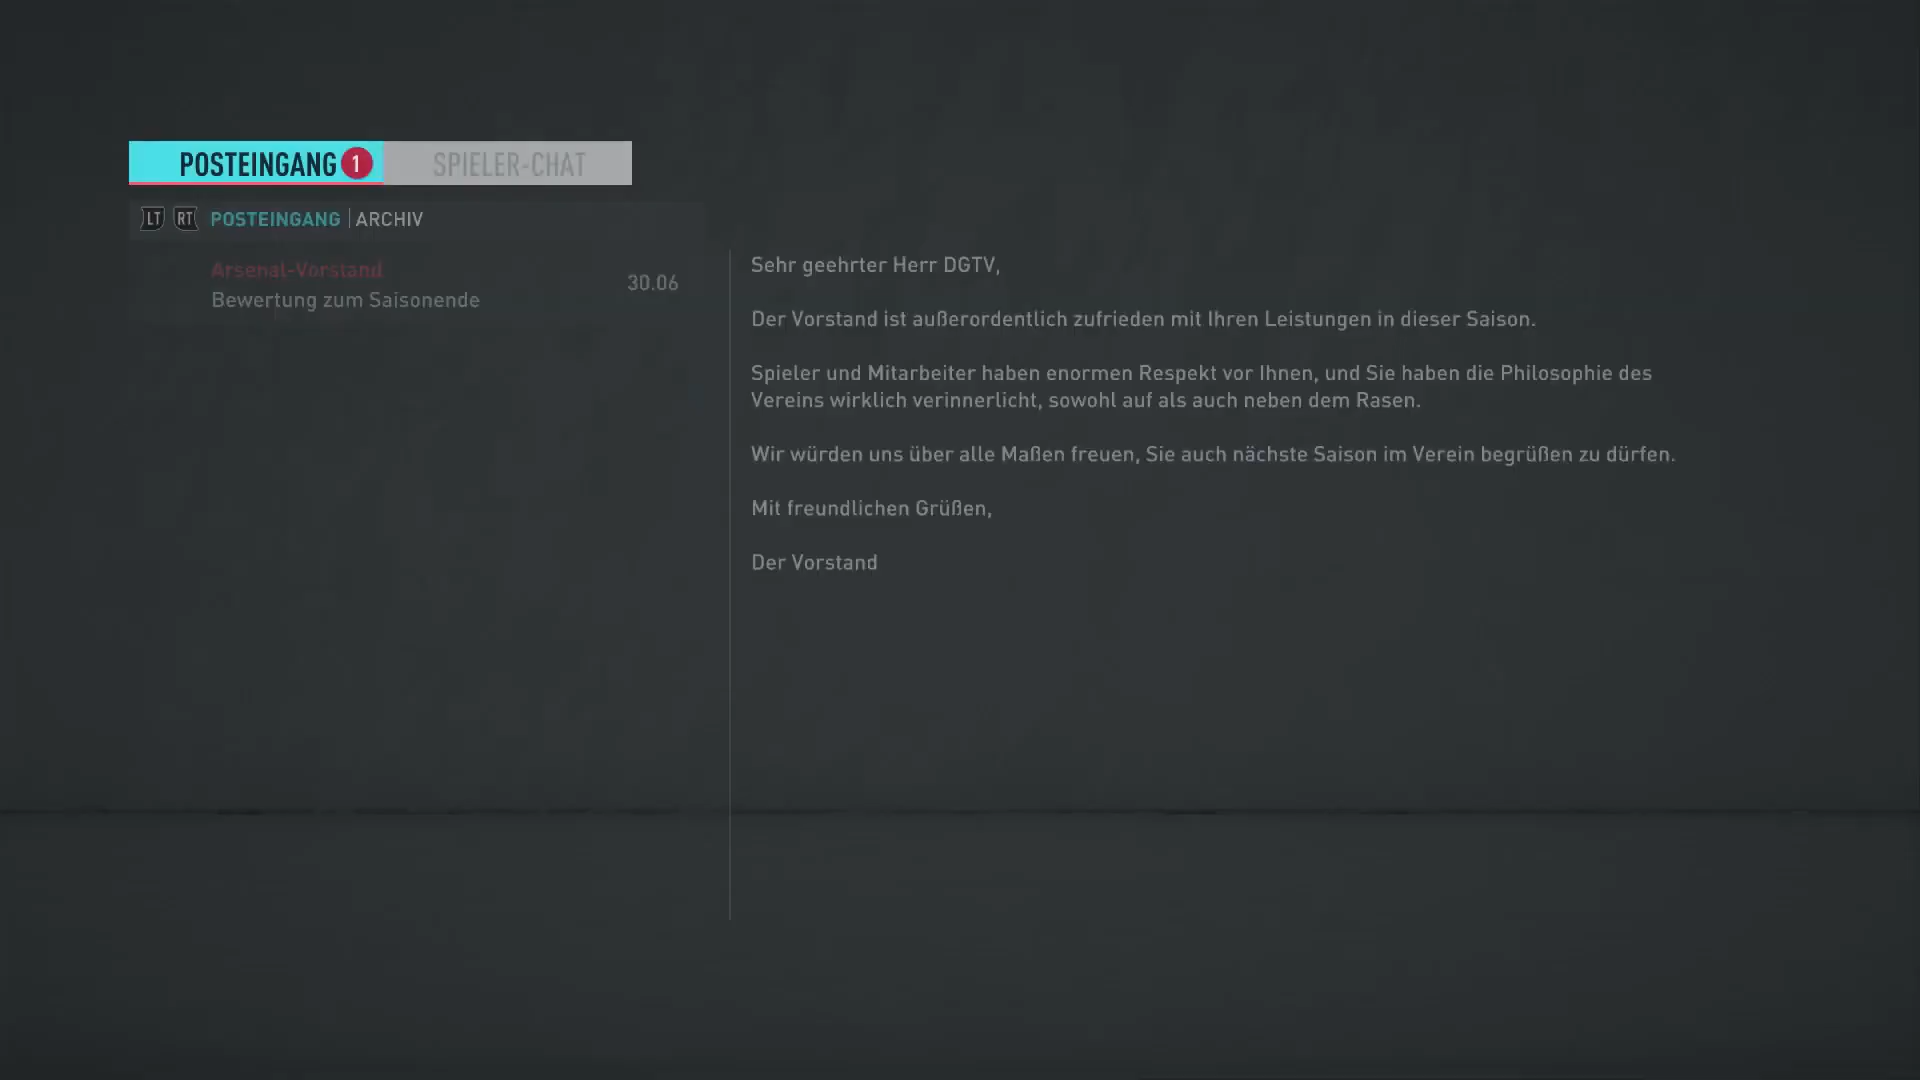 POSTEINGANG 1 SPIELER-CHAT
LT RT POSTEINGANG | ARCHIV
Arsenal-Vorstand
Bewertung zum Saisonende
30.06
Sehr geehrter Herr DGTV,
Der Vorstand ist außerordentlich zufrieden mit Ihren Leistungen in dieser Saison.
Spieler und Mitarbeiter haben enormen Respekt vor Ihnen, und Sie haben die Philosophie des
Vereins wirklich verinnerlicht, sowohl auf als auch neben dem Rasen.
Wir würden uns über alle Maßen freuen, Sie auch nächste Saison im Verein begrüßen zu dürfen.
Mit freundlichen Grüßen,
Der Vorstand